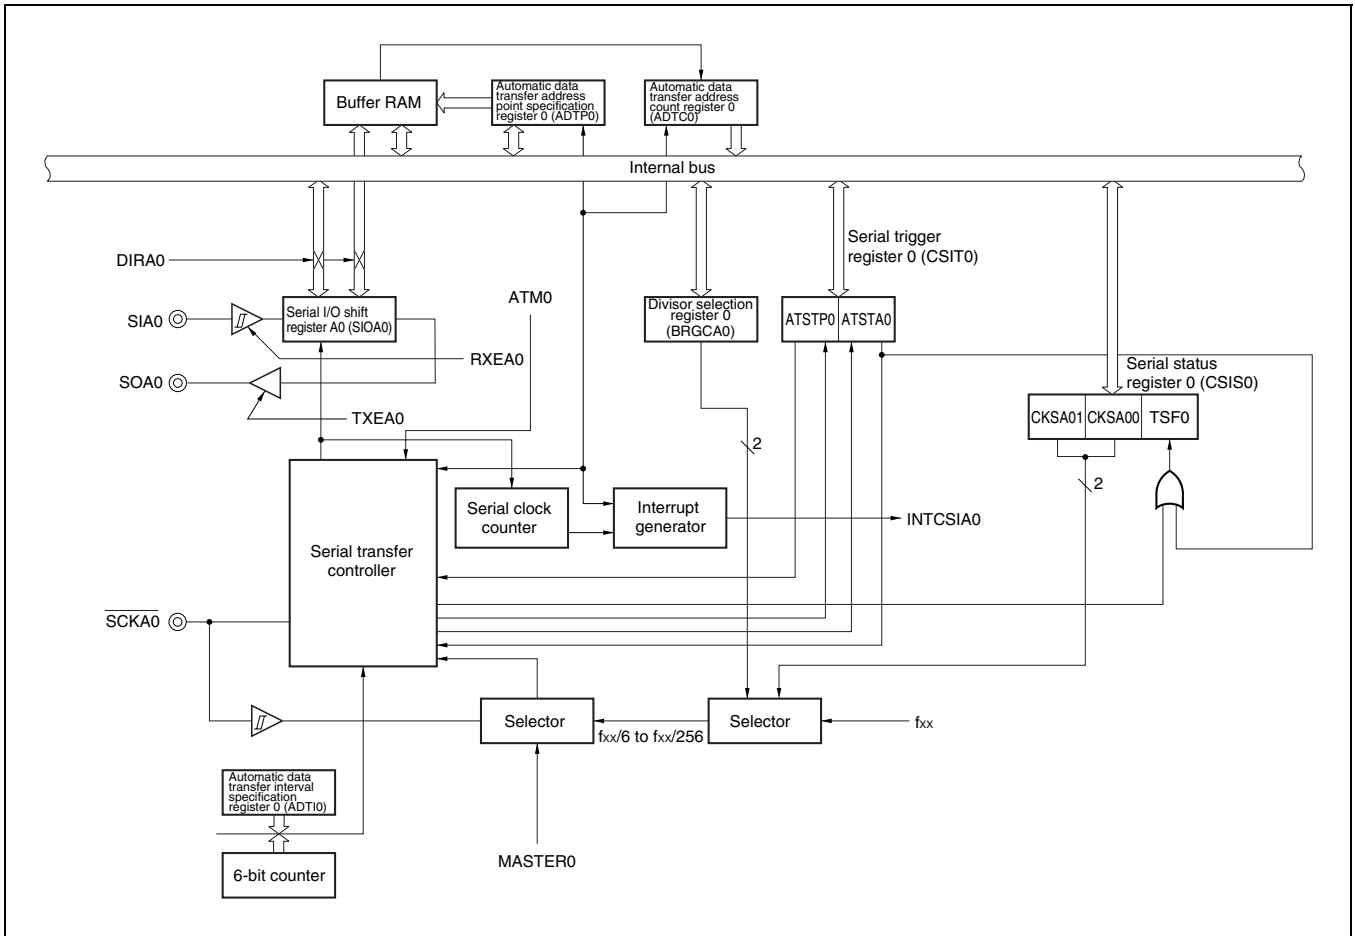 Buffer RAM
Automatic data
transfer address
point specification
register 0 (ADTP0)
Automatic data
transfer address
count register 0
(ADTC0)
Internal bus
DIRA0
Serial trigger
register 0 (CSIT0)
SIA0
Serial I/O shift
register A0 (SIOA0)
ATM0
Divisor selection
register 0
(BRGCA0)
ATSTP0 ATSTA0
RXEA0
SOA0
TXEA0
Serial status
register 0 (CSIS0)
CKSA01 CKSA00 TSF0
2
2
Serial clock
counter
Interrupt
generator
INTCSIA0
Serial transfer
controller
SCKA0
Selector
fxx/6 to fxx/256
Selector
fxx
Automatic data
transfer interval
specification
register 0 (ADTI0)
6-bit counter
MASTER0